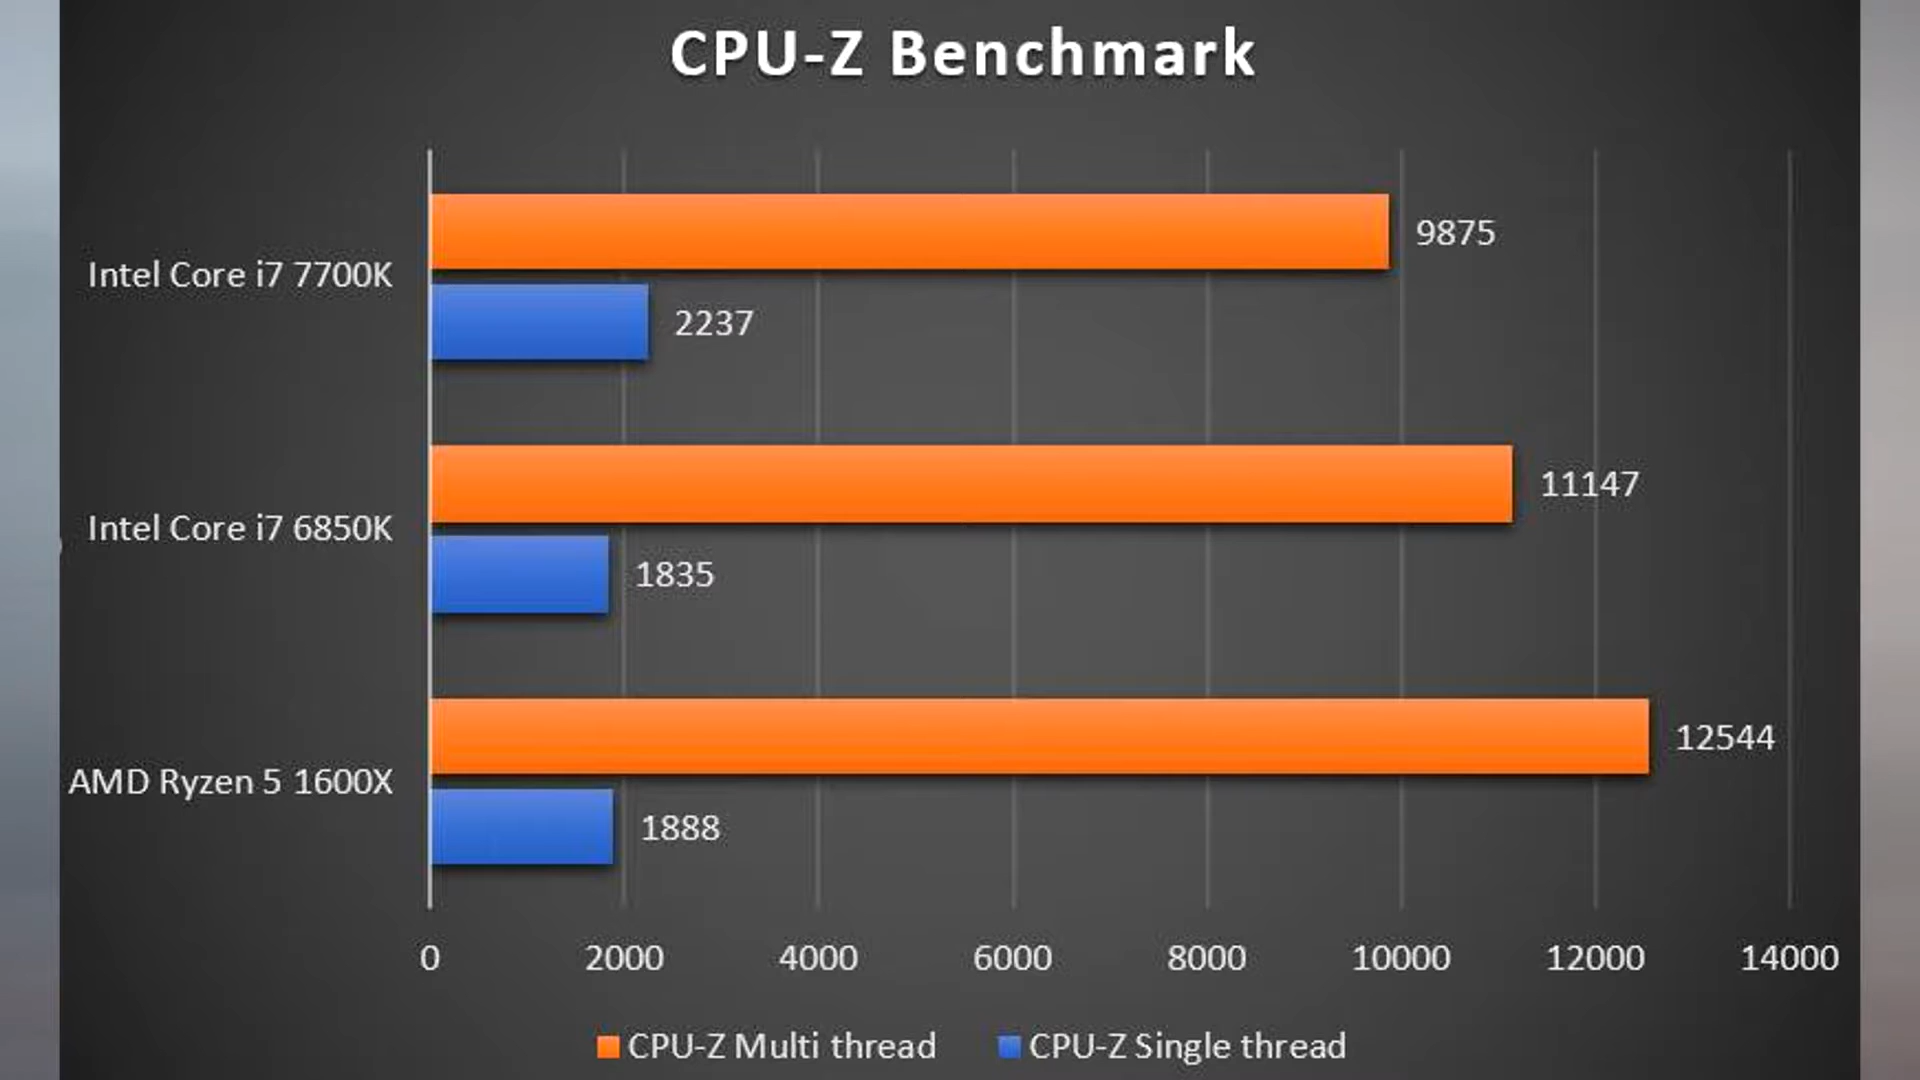 CPU-Z Benchmark
Intel Core i7 7700K
9875
2237
Intel Core i7 6850K
11147
1835
AMD Ryzen 5 1600X
12544
1888
0 2000 4000 6000 8000 10000 12000 14000
CPU-Z Multi thread CPU-Z Single thread